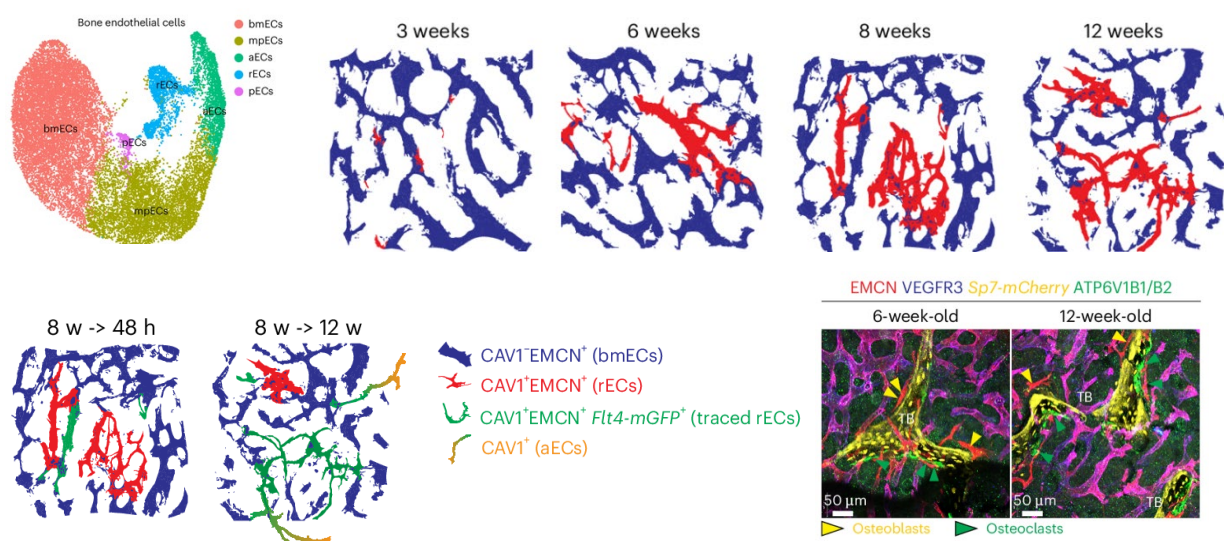 Bone endothelial cells
bmECs
mpECs
aECs
rECs
pECs
rECs
aECs
bmECs
pECs
mpECs
3 weeks
6 weeks
8 weeks
12 weeks
8 w -> 48 h
8 w -> 12 w
CAV1⁻EMCN⁺ (bmECs)
CAV1⁺EMCN⁺ (rECs)
CAV1⁺EMCN⁺ Flt4-mGFP⁺ (traced rECs)
CAV1⁺ (aECs)
EMCN VEGFR3 Sp7-mCherry ATP6V1B1/B2
6-week-old
12-week-old
TB
TB
TB
50 μm
50 μm
Osteoblasts
Osteoclasts